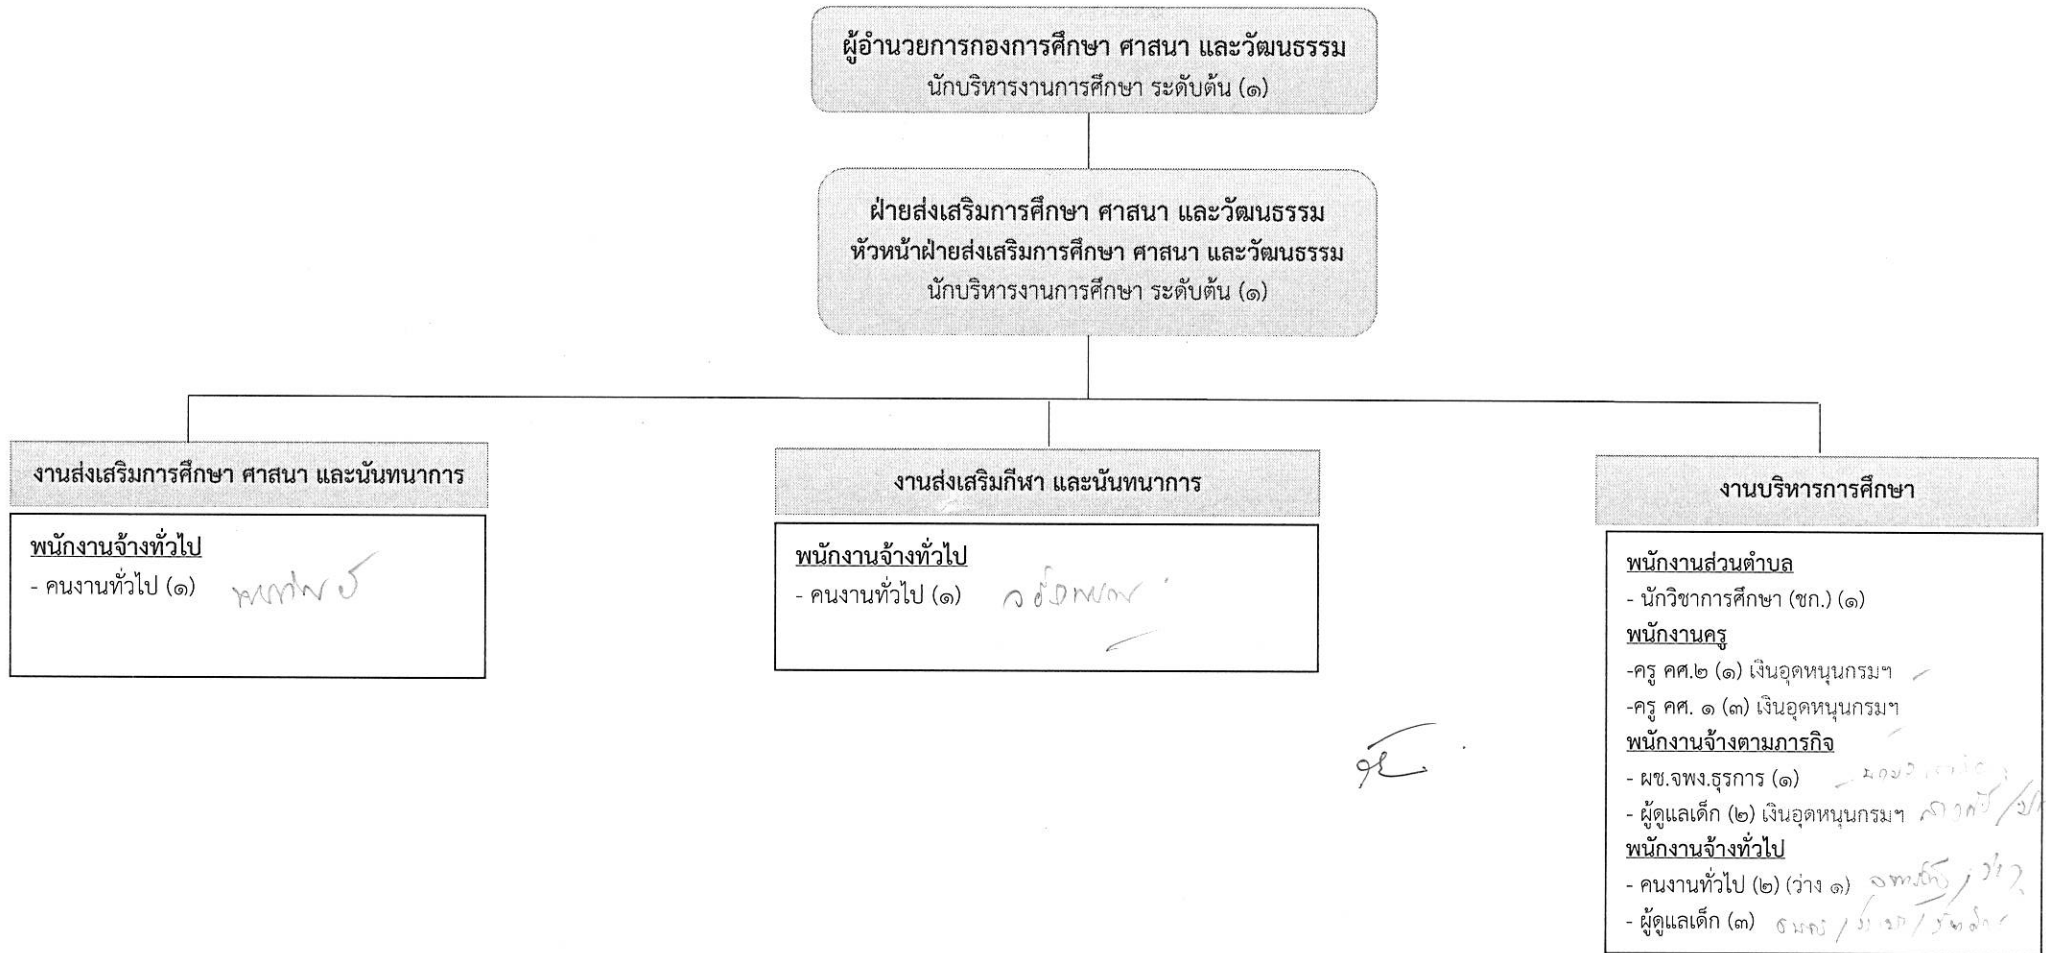 ผู้อำนวยการกองการศึกษา ศาสนา และวัฒนธรรม
นักบริหารงานการศึกษา ระดับต้น (๑)
ฝ่ายส่งเสริมการศึกษา ศาสนา และวัฒนธรรม
หัวหน้าฝ่ายส่งเสริมการศึกษา ศาสนา และวัฒนธรรม
นักบริหารงานการศึกษา ระดับต้น (๑)
งานส่งเสริมการศึกษา ศาสนา และนันทนาการ
พนักงานจ้างทั่วไป
- คนงานทั่วไป (๑)
งานส่งเสริมกีฬา และนันทนาการ
พนักงานจ้างทั่วไป
- คนงานทั่วไป (๑)
งานบริหารการศึกษา
พนักงานส่วนตำบล
- นักวิชาการศึกษา (ชก.) (๑)
พนักงานครู
-ครู คศ.๒ (๑) เงินอุดหนุนกรมฯ
-ครู คศ. ๑ (๓) เงินอุดหนุนกรมฯ
พนักงานจ้างตามภารกิจ
- ผช.จพง.ธุรการ (๑)
- ผู้ดูแลเด็ก (๒) เงินอุดหนุนกรมฯ
พนักงานจ้างทั่วไป
- คนงานทั่วไป (๒) (ว่าง ๑)
- ผู้ดูแลเด็ก (๓)